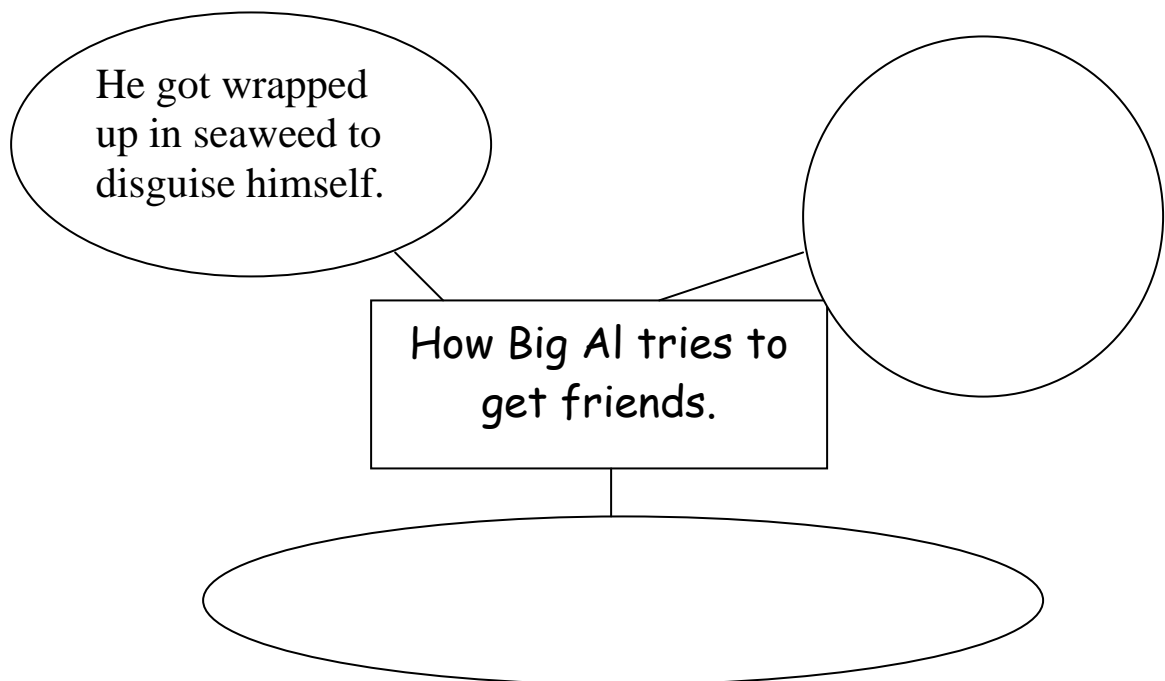 He got wrapped
up in seaweed to
disguise himself.
How Big Al tries to
get friends.